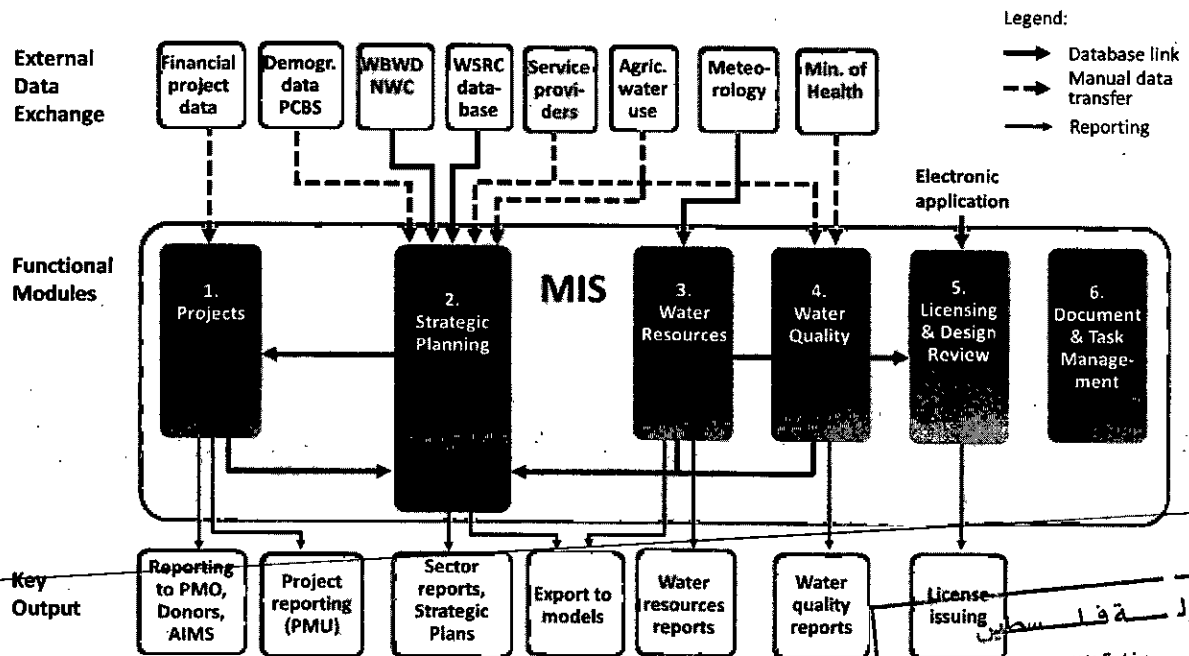 Legend:
Database link
Manual data
transfer
Reporting
External
Data
Exchange
Financial
project
data
Demogr.
data
PCBS
WBWD
NWC
WSRC
data-
base
Service
provi-
ders
Agric.
water
use
Meteo-
rology
Min. of
Health
Electronic
application
Functional
Modules
MIS
1.
Projects
2.
Strategic
Planning
3.
Water
Resources
4.
Water
Quality
5.
Licensing
& Design
Review
6.
Document
& Task
Manage-
ment
Key
Output
Reporting
to PMO,
Donors,
AIMS
Project
reporting
(PMU)
Sector
reports,
Strategic
Plans
Export to
models
Water
resources
reports
Water
quality
reports
License
issuing